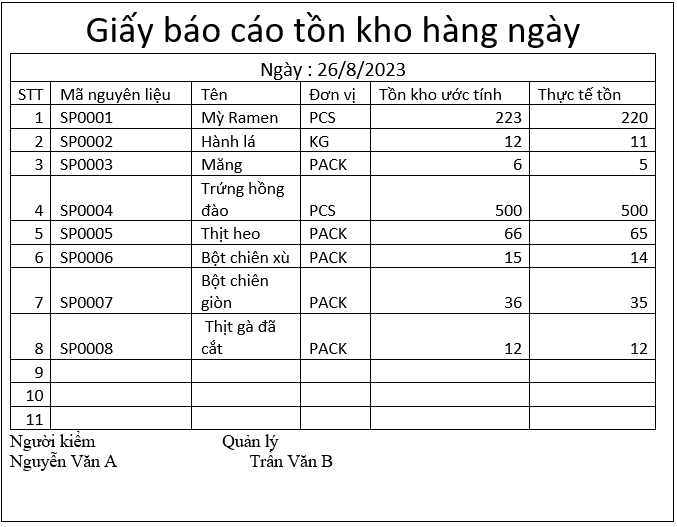 Giấy báo cáo tồn kho hàng ngày
Ngày : 26/8/2023
STT Mã nguyên liệu Tên Đơn vị Tồn kho ước tính Thực tế tồn
1 SP0001 Mỳ Ramen PCS 223 220
2 SP0002 Hành lá KG 12 11
3 SP0003 Măng PACK 6 5
4 SP0004 Trứng hồng đào PCS 500 500
5 SP0005 Thịt heo PACK 66 65
6 SP0006 Bột chiên xù PACK 15 14
7 SP0007 Bột chiên giòn PACK 36 35
8 SP0008 Thịt gà đã cắt PACK 12 12
9
10
11
Người kiểm Quản lý
Nguyễn Văn A Trần Văn B